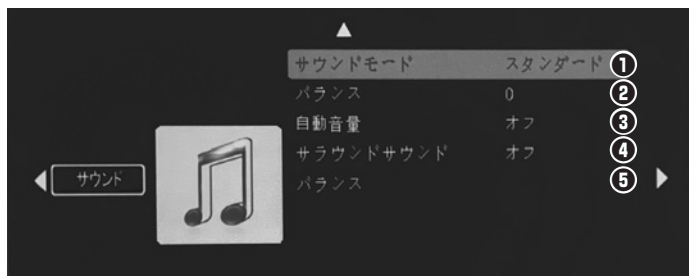 サウンドモード スタンダード ①
バランス 0 ②
自動音量 オフ ③
サラウンドサウンド オフ ④
サウンド
バランス ⑤